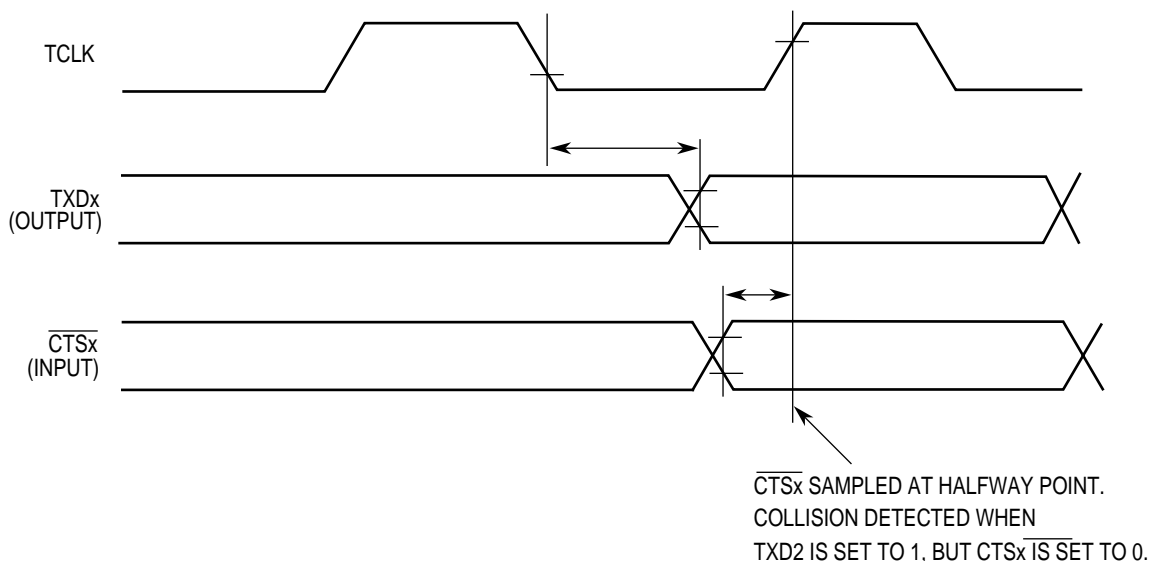 TCLK
TXDx
(OUTPUT)
CTSx
(INPUT)
CTSx SAMPLED AT HALFWAY POINT.
COLLISION DETECTED WHEN
TXD2 IS SET TO 1, BUT CTSx IS SET TO 0.